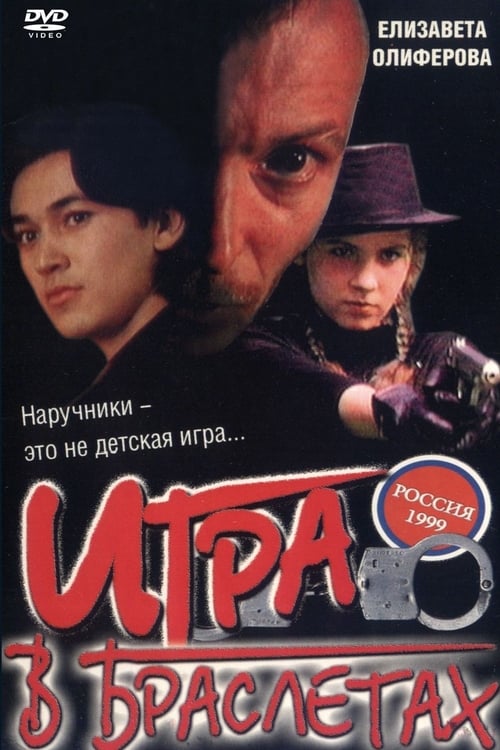 DVD
VIDEO
ЕЛИЗАВЕТА
ОЛИФЕРОВА
Наручники –
это не детская игра...
РОССИЯ
1999
ИГРА
В БРАСЛЕТАХ